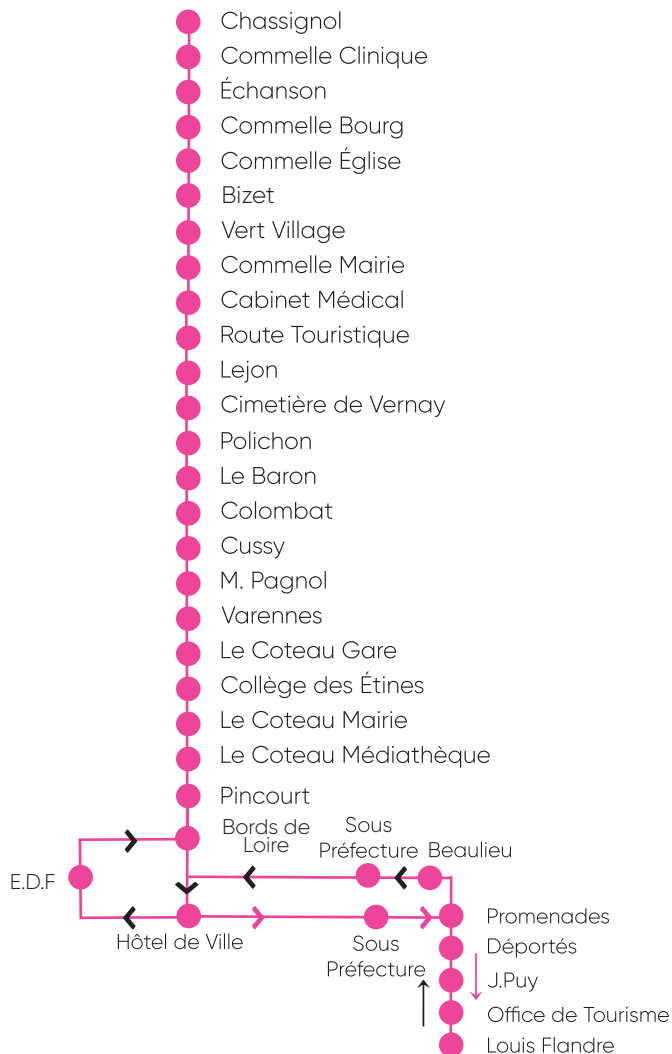 Chassignol
Commelle Clinique
Échanson
Commelle Bourg
Commelle Église
Bizet
Vert Village
Commelle Mairie
Cabinet Médical
Route Touristique
Lejon
Cimetière de Vernay
Polichon
Le Baron
Colombat
Cussy
M. Pagnol
Varennes
Le Coteau Gare
Collège des Étines
Le Coteau Mairie
Le Coteau Médiathèque
Pincourt
Bords de
Loire
Sous
Préfecture
Beaulieu
E.D.F
Hôtel de Ville
Sous
Préfecture
Promenades
Déportés
J.Puy
Office de Tourisme
Louis Flandre